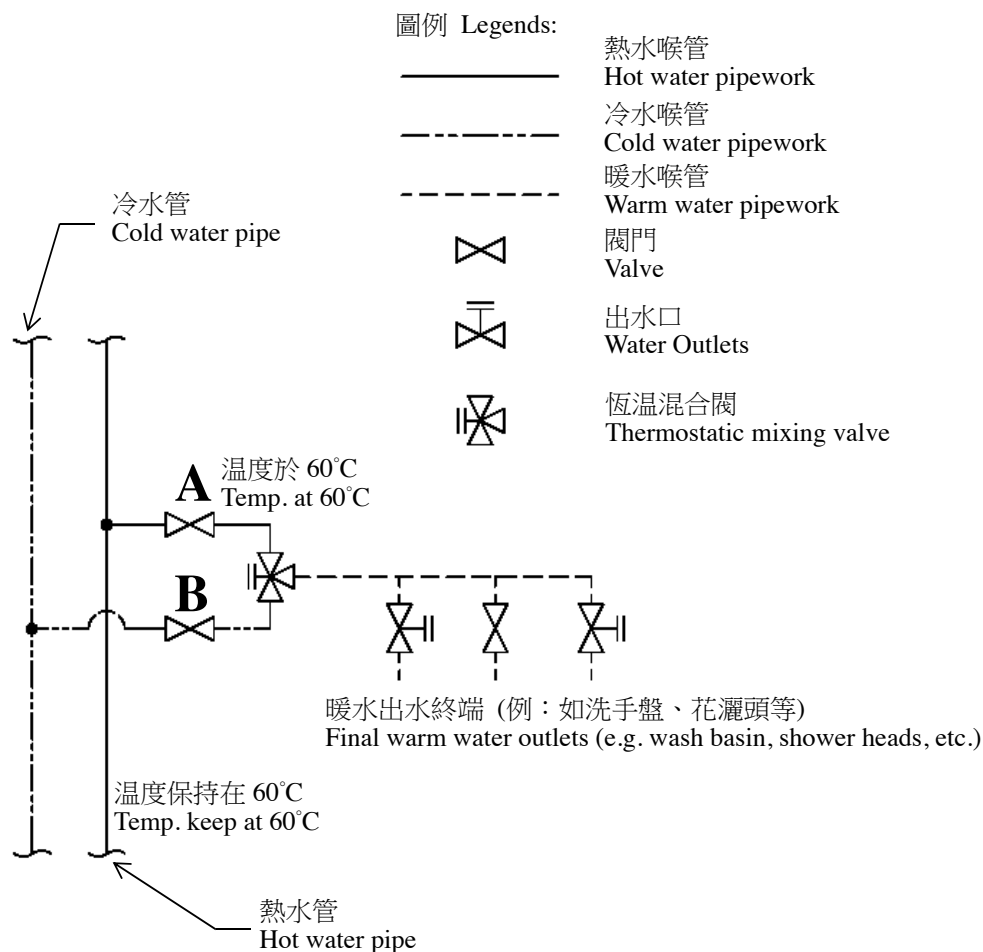 圖例 Legends:
熱水喉管
Hot water pipework
冷水喉管
Cold water pipework
暖水喉管
Warm water pipework
閥門
Valve
出水口
Water Outlets
恆温混合閥
Thermostatic mixing valve
冷水管
Cold water pipe
A
温度於 60°C
Temp. at 60°C
B
暖水出水終端 (例：如洗手盤、花灑頭等)
Final warm water outlets (e.g. wash basin, shower heads, etc.)
温度保持在 60°C
Temp. keep at 60°C
熱水管
Hot water pipe